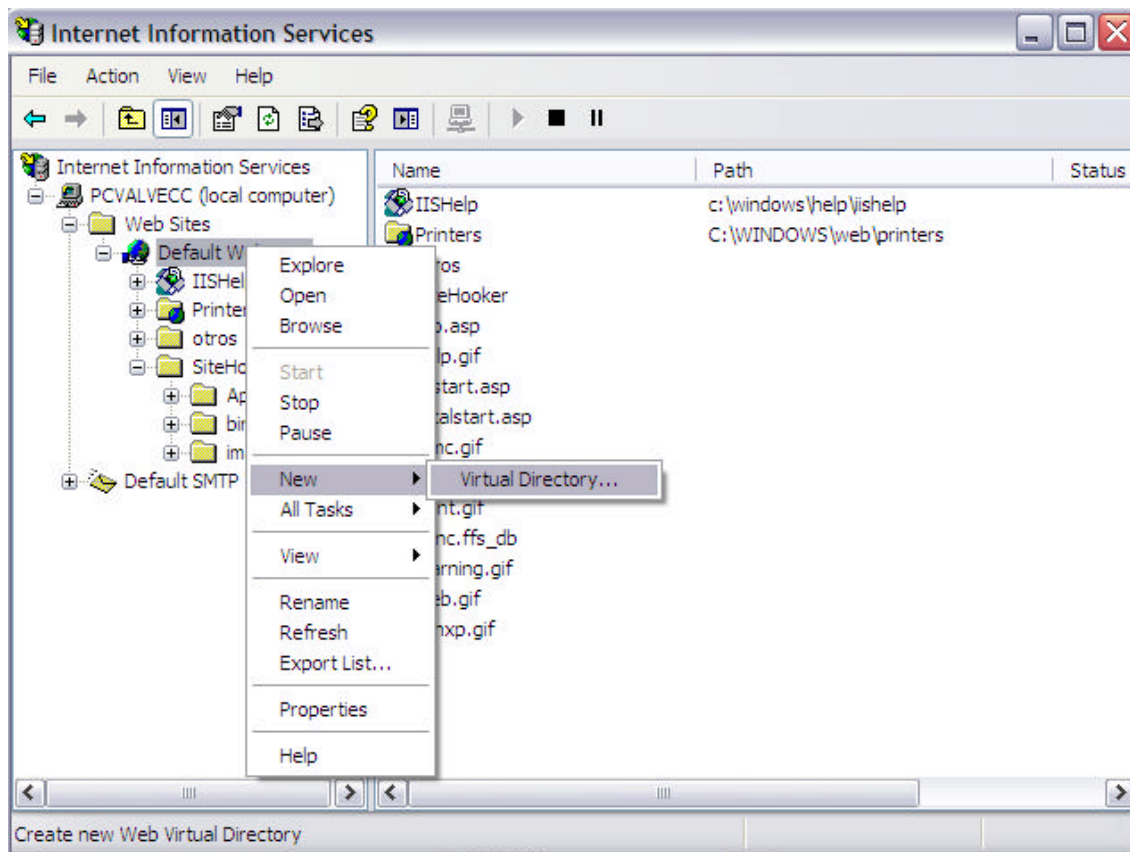 Internet Information Services
File Action View Help
Internet Information Services
PCVALVECC (local computer)
Web Sites
Default W
IISHel
Printer
otros
SiteHo
Ap
bin
im
Default SMTP
Name Path Status
IISHelp c:\windows\help\iishelp
Printers C:\WINDOWS\web\printers
ros
eHooker
p.asp
lp.gif
start.asp
alstart.asp
nc.gif
nt.gif
nc.ffs_db
arning.gif
eb.gif
nxp.gif
Explore
Open
Browse
Start
Stop
Pause
New
Virtual Directory...
All Tasks
View
Rename
Refresh
Export List...
Properties
Help
Create new Web Virtual Directory